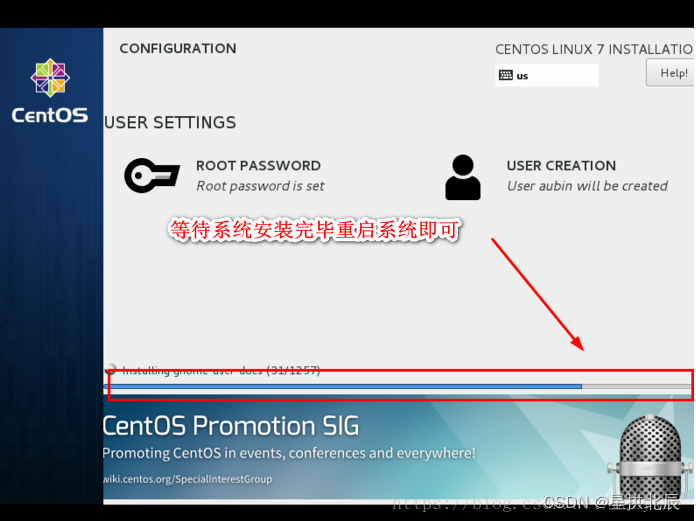 CONFIGURATION
CENTOS LINUX 7 INSTALLATIO
us
Help!
CentOS
USER SETTINGS
ROOT PASSWORD
Root password is set
USER CREATION
User aubin will be created
等待系统安装完毕重启系统即可
Installing gnome-user-docs (31/1257)
CentOS Promotion SIG
Promoting CentOS in events, conferences and everywhere!
wiki.centos.org/SpecialInterestGroup
https://blog.cs
CSDN @星拱北辰